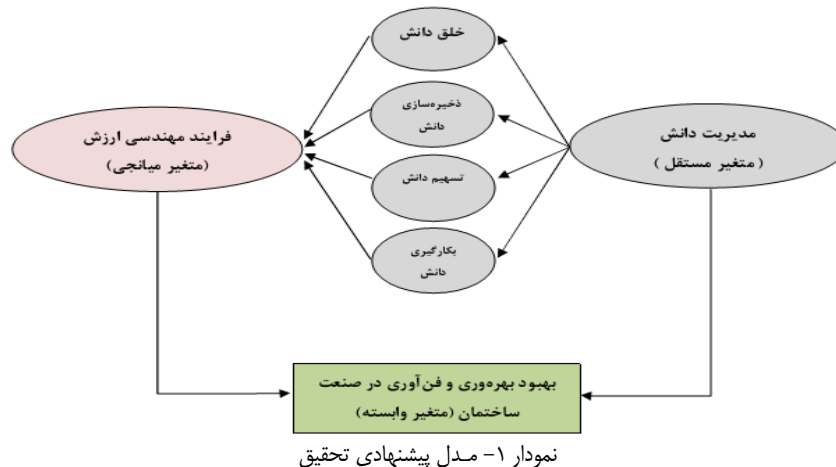 خلق دانش
ذخیره‌سازی
دانش
تسهیم دانش
بکارگیری
دانش
مدیریت دانش
(متغیر مستقل )
فرایند مهندسی ارزش
(متغیر میانجی)
بهبود بهره‌وری و فن‌آوری در صنعت
ساختمان (متغیر وابسته)
نمودار ۱- مـدل پیشنهادی تحقیق